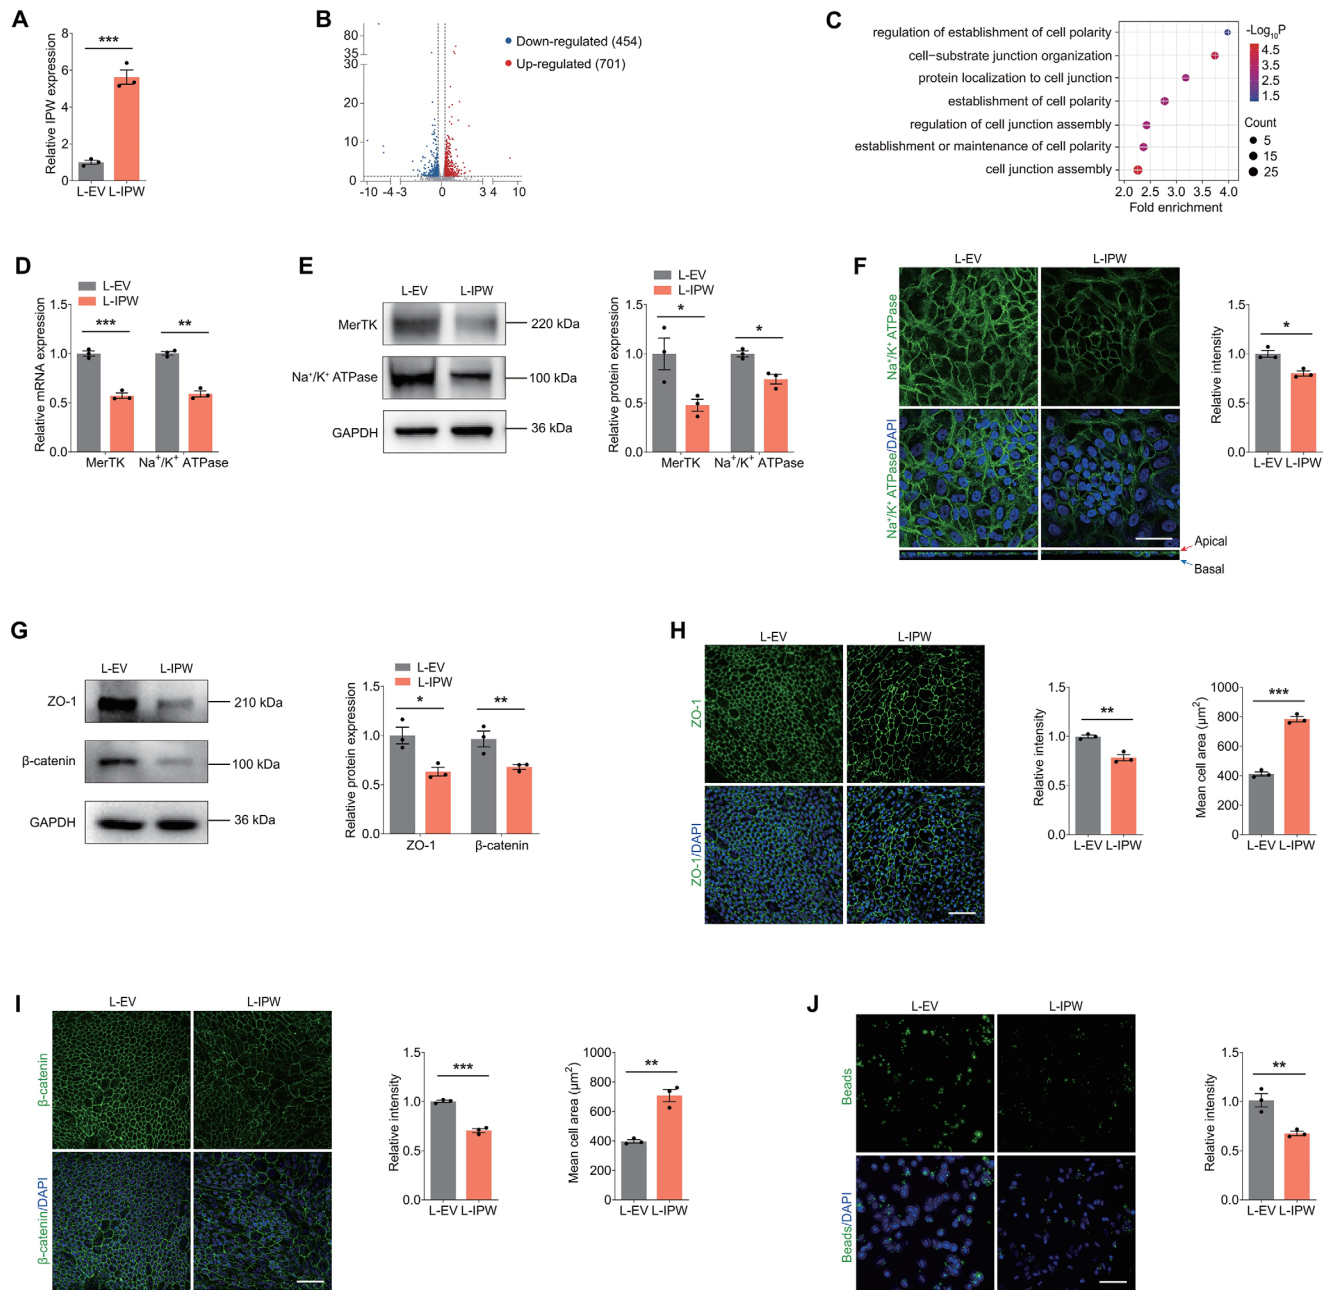 A
Relative IPW expression
8
6
4
2
0
***
L-EV L-IPW
B
80
35
30
20
10
0
-10 -4 -3 0 3 4 10
Down-regulated (454)
Up-regulated (701)
C
regulation of establishment of cell polarity
cell−substrate junction organization
protein localization to cell junction
establishment of cell polarity
regulation of cell junction assembly
establishment or maintenance of cell polarity
cell junction assembly
2.0 2.5 3.0 3.5 4.0
Fold enrichment
-Log₁₀P
4.5
3.5
2.5
1.5
Count
5
15
25
D
L-EV
L-IPW
Relative mRNA expression
1.5
1.0
0.5
0.0
*** **
MerTK Na⁺/K⁺ ATPase
E
L-EV L-IPW
MerTK 220 kDa
Na⁺/K⁺ ATPase 100 kDa
GAPDH 36 kDa
L-EV
L-IPW
Relative protein expression
1.5
1.0
0.5
0.0
* *
MerTK Na⁺/K⁺ ATPase
F
L-EV L-IPW
Na⁺/K⁺ ATPase
Na⁺/K⁺ ATPase/DAPI
Apical
Basal
Relative intensity
1.5
1.0
0.5
0.0
*
L-EV L-IPW
G
L-EV L-IPW
ZO-1 210 kDa
β-catenin 100 kDa
GAPDH 36 kDa
L-EV
L-IPW
Relative protein expression
1.5
1.0
0.5
0.0
* **
ZO-1 β-catenin
H
L-EV L-IPW
ZO-1
ZO-1/DAPI
Relative intensity
1.5
1.0
0.5
0.0
**
L-EV L-IPW
Mean cell area (μm²)
1000
800
600
400
200
0
***
L-EV L-IPW
I
L-EV L-IPW
β-catenin
β-catenin/DAPI
Relative intensity
1.5
1.0
0.5
0.0
***
L-EV L-IPW
Mean cell area (μm²)
1000
800
600
400
200
0
**
L-EV L-IPW
J
L-EV L-IPW
Beads
Beads/DAPI
Relative intensity
1.5
1.0
0.5
0.0
**
L-EV L-IPW